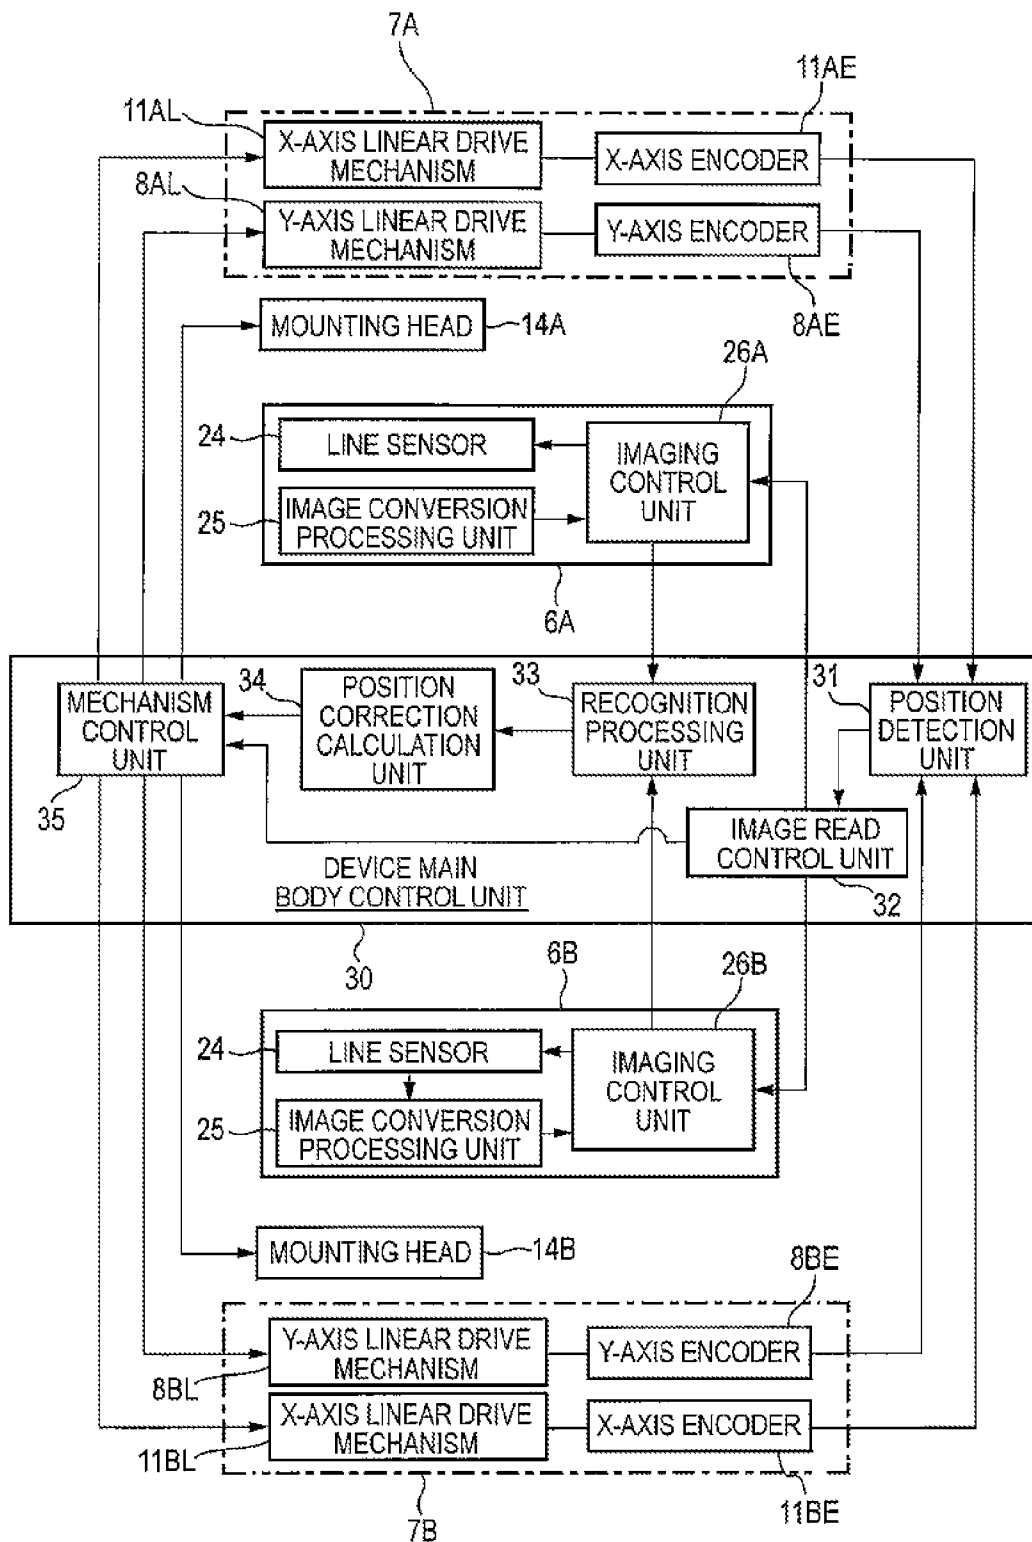 7A
11AL
11AE
X-AXIS LINEAR DRIVE
MECHANISM
X-AXIS ENCODER
8AL
Y-AXIS LINEAR DRIVE
MECHANISM
Y-AXIS ENCODER
8AE
MOUNTING HEAD
14A
26A
24
LINE SENSOR
IMAGING
CONTROL
UNIT
25
IMAGE CONVERSION
PROCESSING UNIT
6A
MECHANISM
CONTROL
UNIT
35
34
POSITION
CORRECTION
CALCULATION
UNIT
33
RECOGNITION
PROCESSING
UNIT
31
POSITION
DETECTION
UNIT
IMAGE READ
CONTROL UNIT
32
DEVICE MAIN
BODY CONTROL UNIT
30
6B
26B
24
LINE SENSOR
IMAGING
CONTROL
UNIT
25
IMAGE CONVERSION
PROCESSING UNIT
MOUNTING HEAD
14B
8BE
Y-AXIS LINEAR DRIVE
MECHANISM
Y-AXIS ENCODER
8BL
X-AXIS LINEAR DRIVE
MECHANISM
X-AXIS ENCODER
11BL
11BE
7B